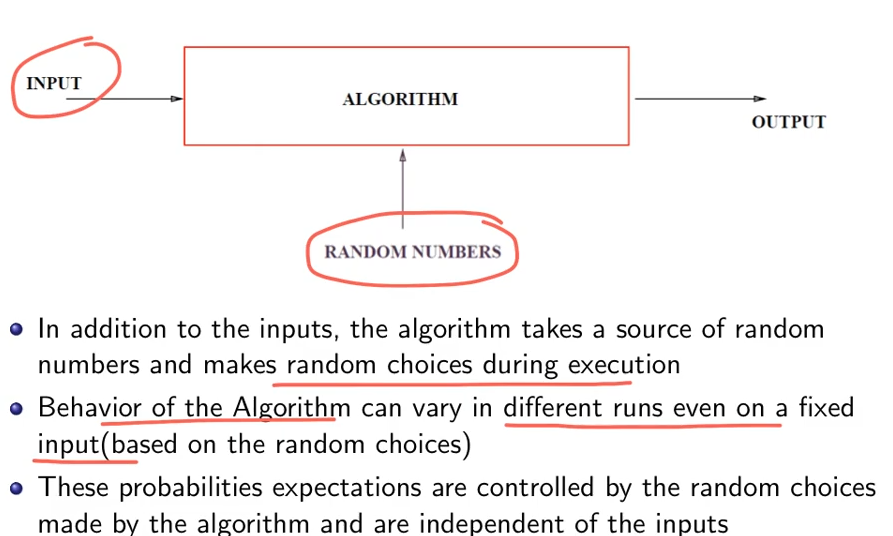 INPUT
ALGORITHM
OUTPUT
RANDOM NUMBERS
In addition to the inputs, the algorithm takes a source of random
numbers and makes random choices during execution
Behavior of the Algorithm can vary in different runs even on a fixed
input(based on the random choices)
These probabilities expectations are controlled by the random choices
made by the algorithm and are independent of the inputs